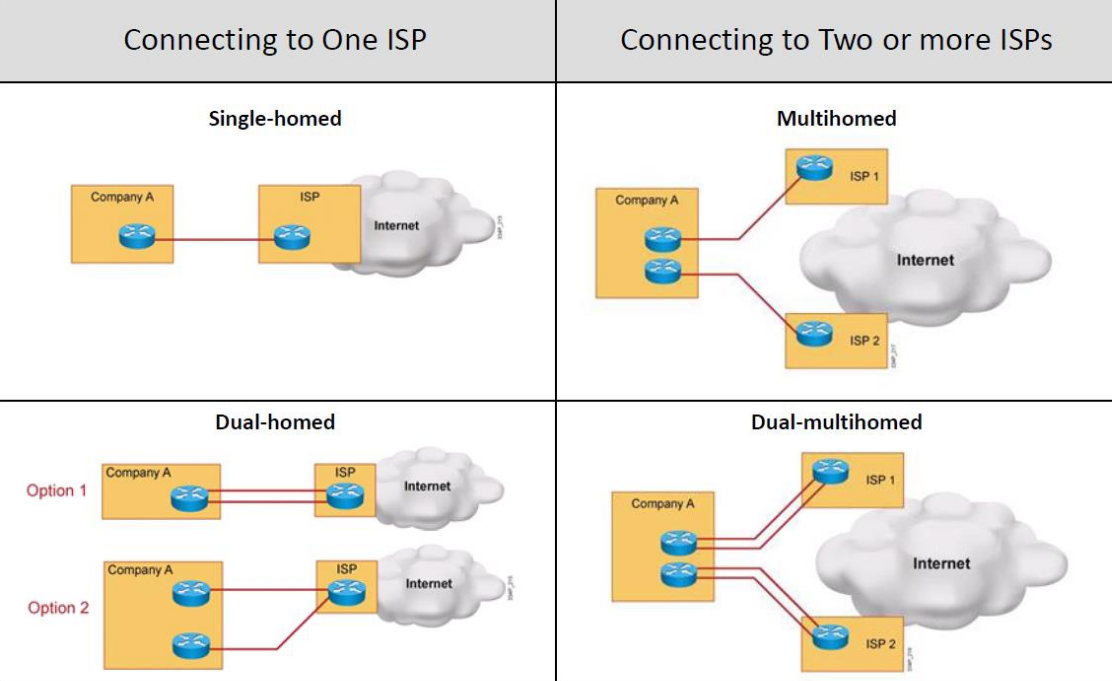 Connecting to One ISP
Connecting to Two or more ISPs
Single-homed
Company A
ISP
Internet
Multihomed
Company A
ISP 1
Internet
ISP 2
Dual-homed
Option 1
Company A
ISP
Internet
Option 2
Company A
ISP
Internet
Dual-multihomed
Company A
ISP 1
Internet
ISP 2